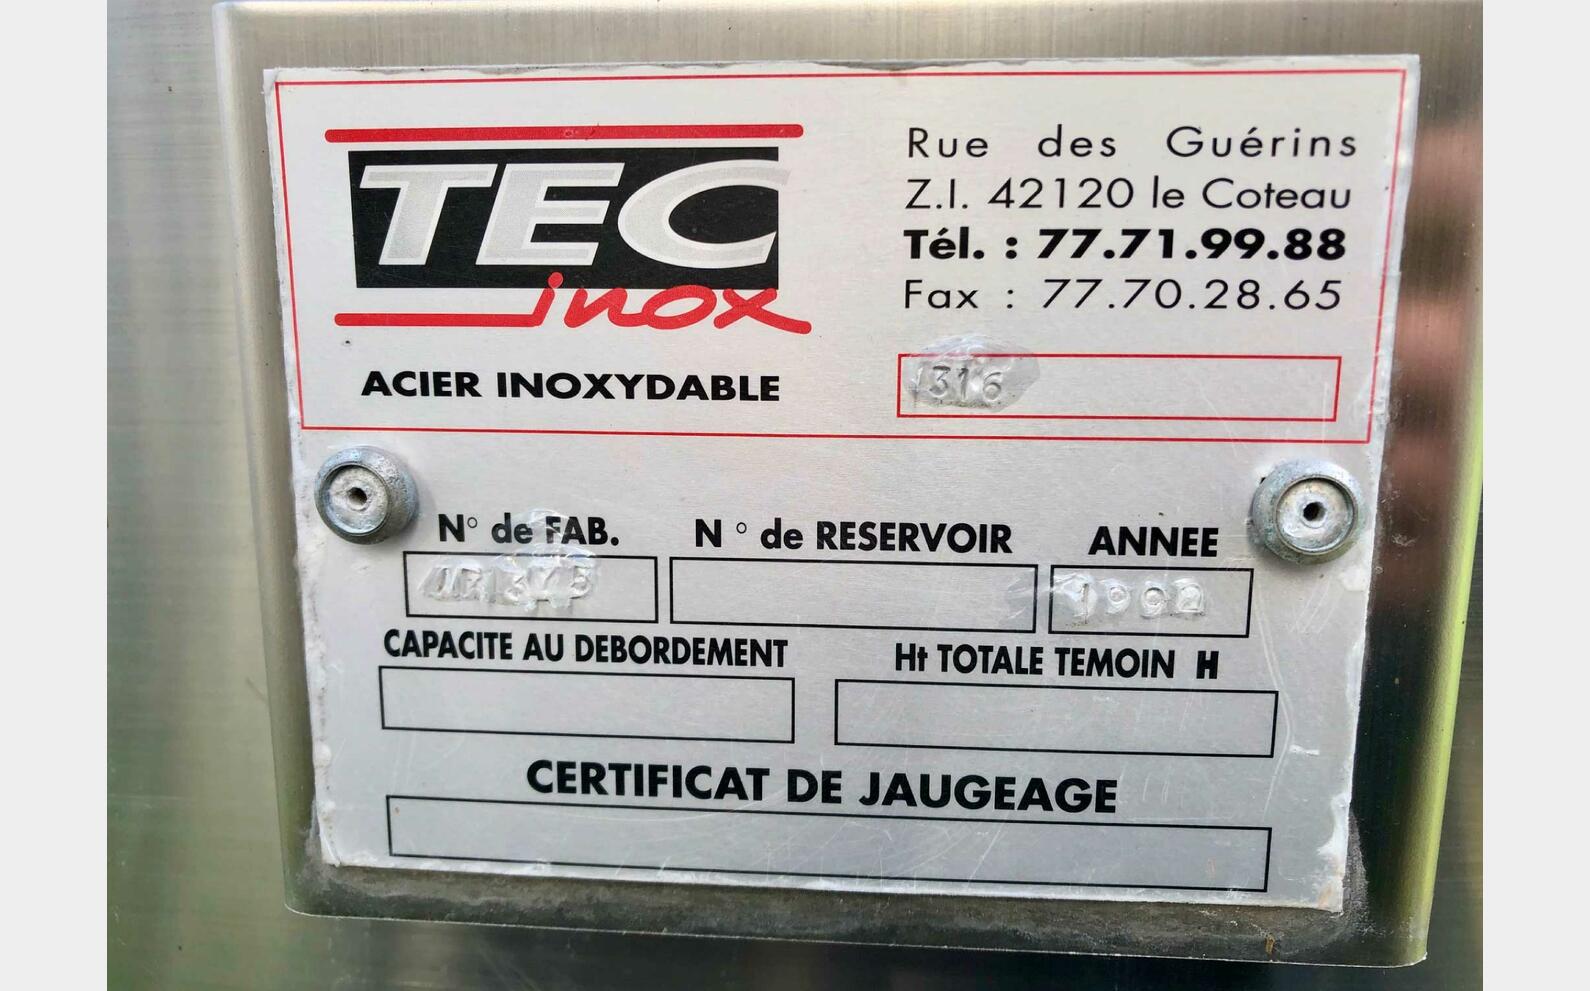 TEC
inox
ACIER INOXYDABLE
Rue des Guérins
Z.I. 42120 le Coteau
Tél. : 77.71.99.88
Fax : 77.70.28.65
316
N° de FAB.
N° de RESERVOIR
ANNEE
CAPACITE AU DEBORDEMENT
Ht TOTALE TEMOIN H
CERTIFICAT DE JAUGEAGE